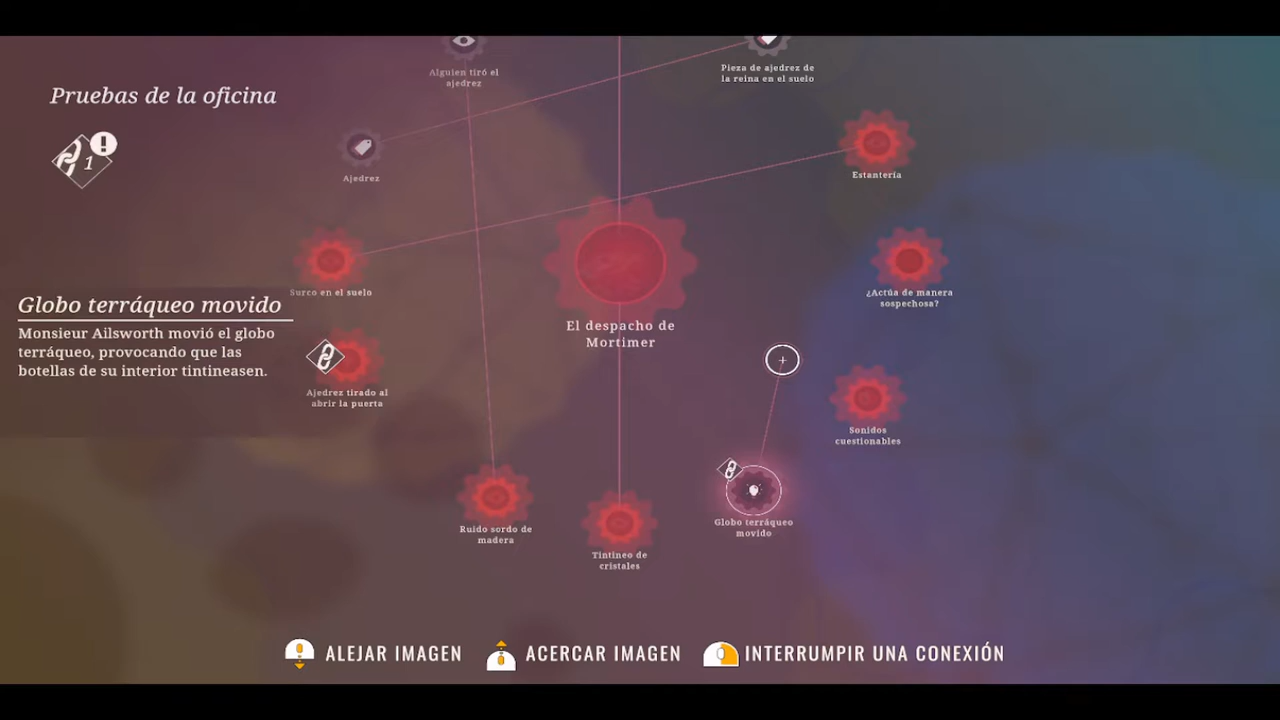 Alguien tiró el
ajedrez
Pieza de ajedrez de
la reina en el suelo
Pruebas de la oficina
1
Ajedrez
Estantería
Surco en el suelo
¿Actúa de manera
sospechosa?
Globo terráqueo movido
Monsieur Ailsworth movió el globo
terráqueo, provocando que las
botellas de su interior tintineasen.
El despacho de
Mortimer
Ajedrez tirado al
abrir la puerta
Sonidos
cuestionables
Ruido sordo de
madera
Tintineo de
cristales
Globo terráqueo
movido
ALEJAR IMAGEN
ACERCAR IMAGEN
INTERRUMPIR UNA CONEXIÓN